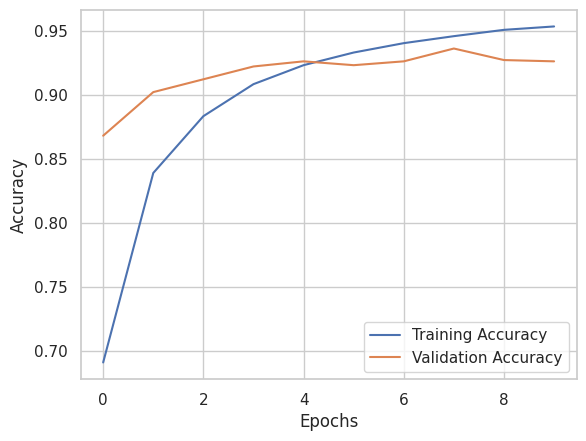 0.95
0.90
0.85
0.80
0.75
0.70
Accuracy
0 2 4 6 8
Epochs
Training Accuracy
Validation Accuracy